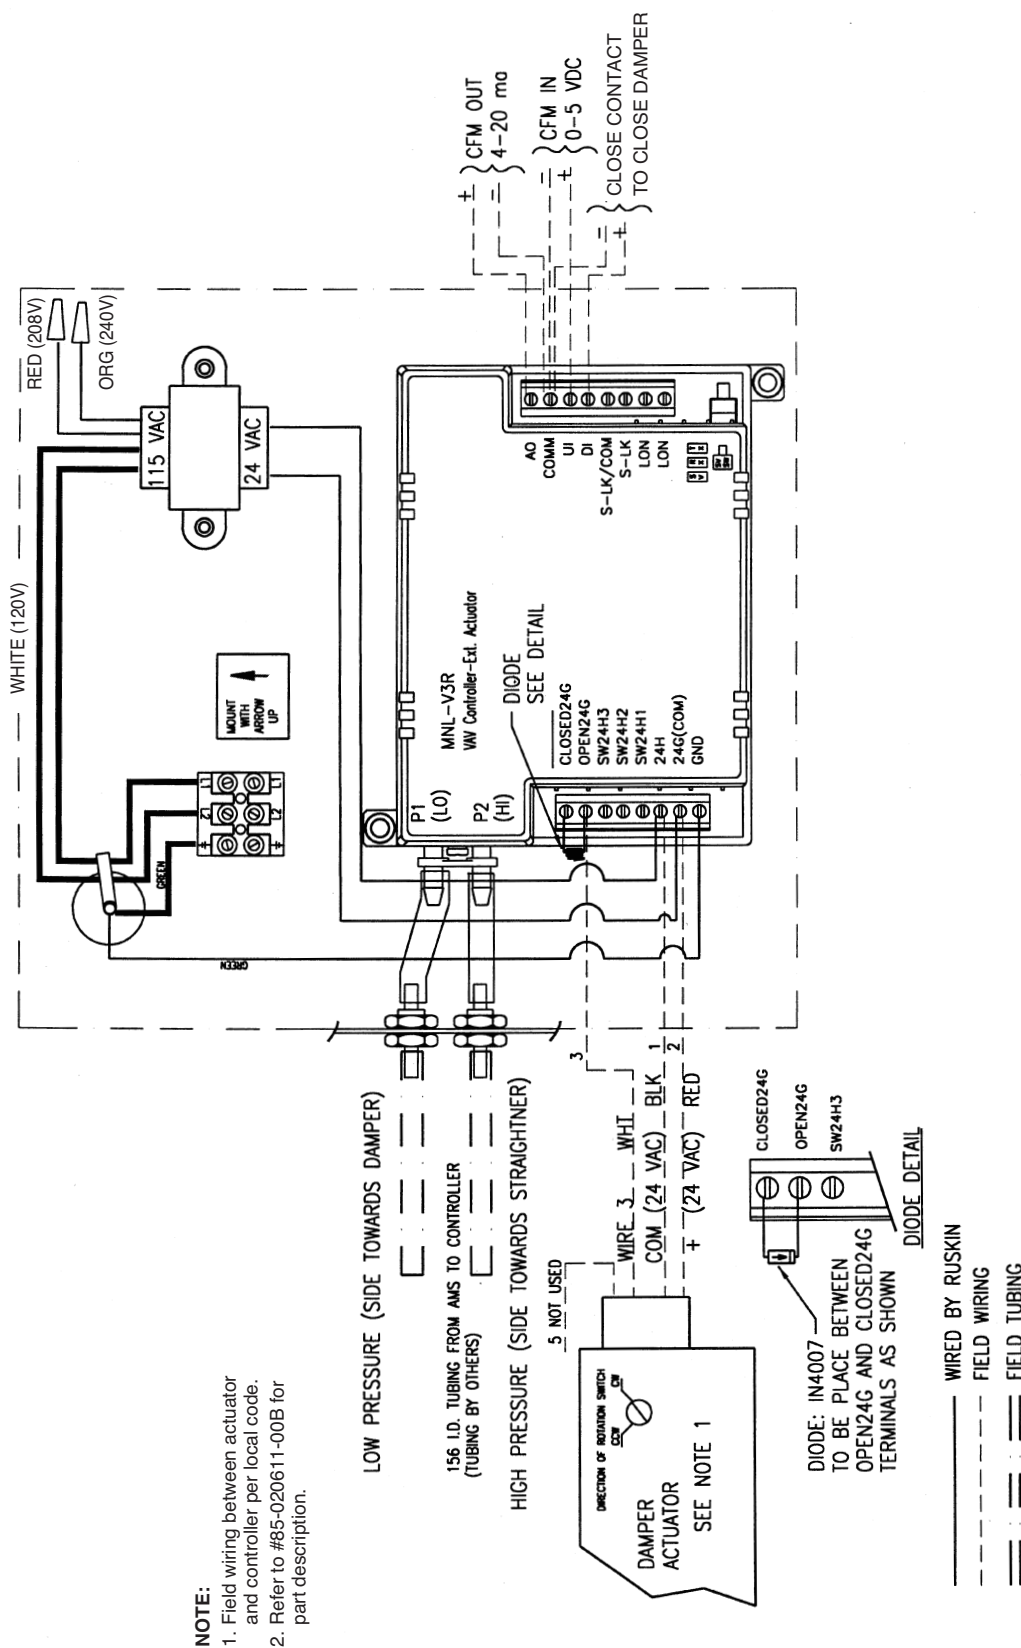 WHITE (120V)
RED (208V)
ORG (240V)
115 VAC
24 VAC
MOUNT
WITH
ARROW
UP
L1
L2
L1
L2
GREEN
GREEN
P1
(LO)
P2
(HI)
MNL-V3R
VAV Controller-Ext. Actuator
DIODE
SEE DETAIL
CLOSED24G
OPEN24G
SW24H3
SW24H2
SW24H1
24H
24G(COM)
GND
AO
COMM
UI
DI
S-LK/COM
S-LK
LON
LON
+
-
CFM OUT
4-20 ma
-
+
CFM IN
0-5 VDC
-
+
CLOSE CONTACT
TO CLOSE DAMPER
LOW PRESSURE (SIDE TOWARDS DAMPER)
156 I.D. TUBING FROM AMS TO CONTROLLER
(TUBING BY OTHERS)
HIGH PRESSURE (SIDE TOWARDS STRAIGHTNER)
5 NOT USED
WIRE 3 WHI
3
COM (24 VAC) BLK
1
+ (24 VAC) RED
2
DIRECTION OF ROTATION SWITCH
CCW
CW
DAMPER
ACTUATOR
SEE NOTE 1
CLOSED24G
OPEN24G
SW24H3
DIODE DETAIL
DIODE: IN4007
TO BE PLACE BETWEEN
OPEN24G AND CLOSED24G
TERMINALS AS SHOWN
WIRED BY RUSKIN
FIELD WIRING
FIELD TUBING
NOTE:
1. Field wiring between actuator
and controller per local code.
2. Refer to #85-020611-00B for
part description.